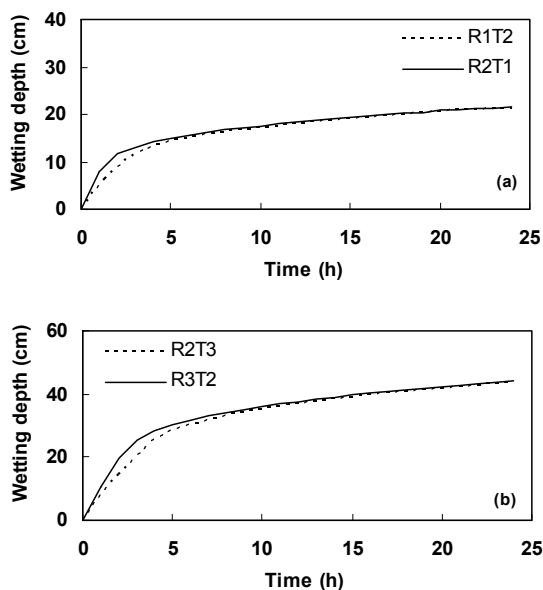 40
30
20
10
0
Wetting depth (cm)
R1T2
R2T1
(a)
0 5 10 15 20 25
Time (h)
60
40
20
0
Wetting depth (cm)
R2T3
R3T2
(b)
0 5 10 15 20 25
Time (h)